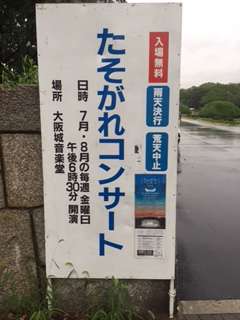 入場無料
雨天決行
荒天中止
たそがれコンサート
日時 7月・8月の毎週金曜日
午後6時30分 開演
場所 大阪城音楽堂